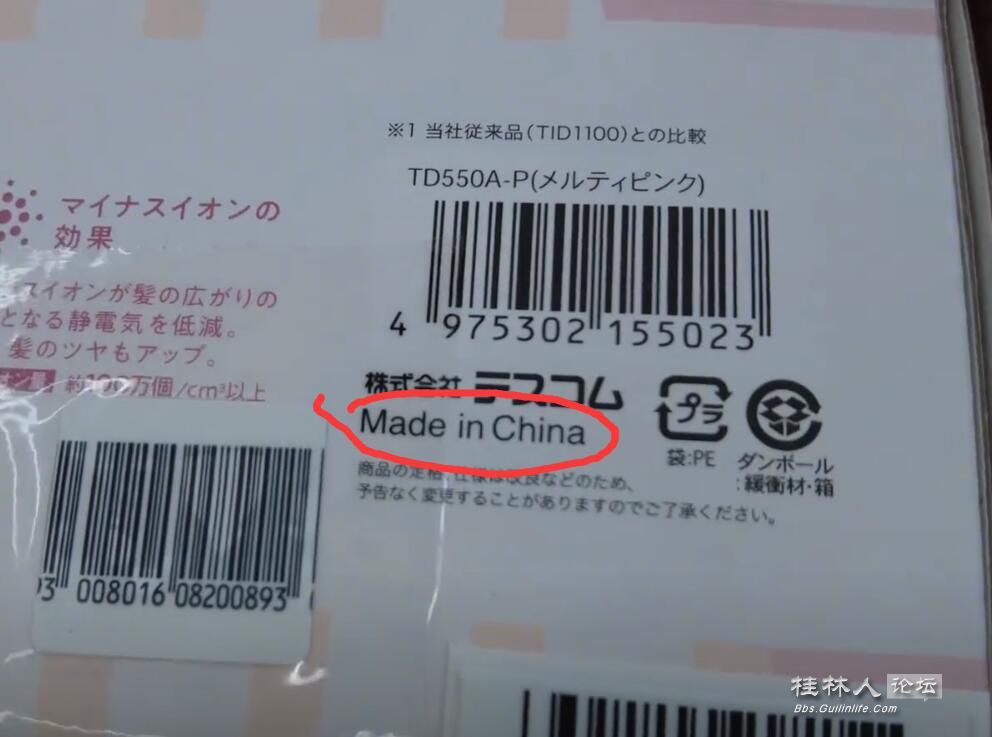 ※1 当社従来品(TID1100)との比較
TD550A-P(メルティピンク)
4 975302 155023
株式会社 テスコム
Made in China
プラ
袋:PE
ダンボール
:緩衝材・箱
商品の定格、仕様は改良などのため、
予告なく変更することがありますのでご了承ください。
マイナスイオンの
効果
スイオンが髪の広がりの
となる静電気を低減。
髪のツヤもアップ。
オン量 約100万個/cm³以上
93 008016 08200893
桂林人论坛
Bbs.Guilinlife.Com